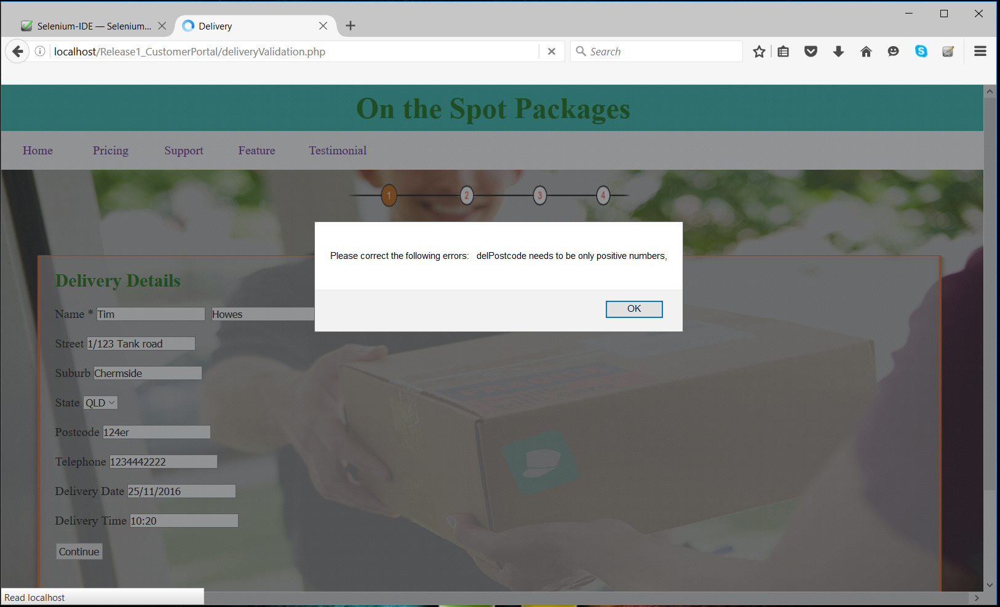 Selenium-IDE — Selenium...
Delivery
localhost/Release1_CustomerPortal/deliveryValidation.php
Search
On the Spot Packages
Home Pricing Support Feature Testimonial
1 2 3 4
Please correct the following errors: delPostcode needs to be only positive numbers,
OK
Delivery Details
Name * Tim Howes
Street 1/123 Tank road
Suburb Chermside
State QLD
Postcode 124er
Telephone 1234442222
Delivery Date 25/11/2016
Delivery Time 10:20
Continue
Read localhost